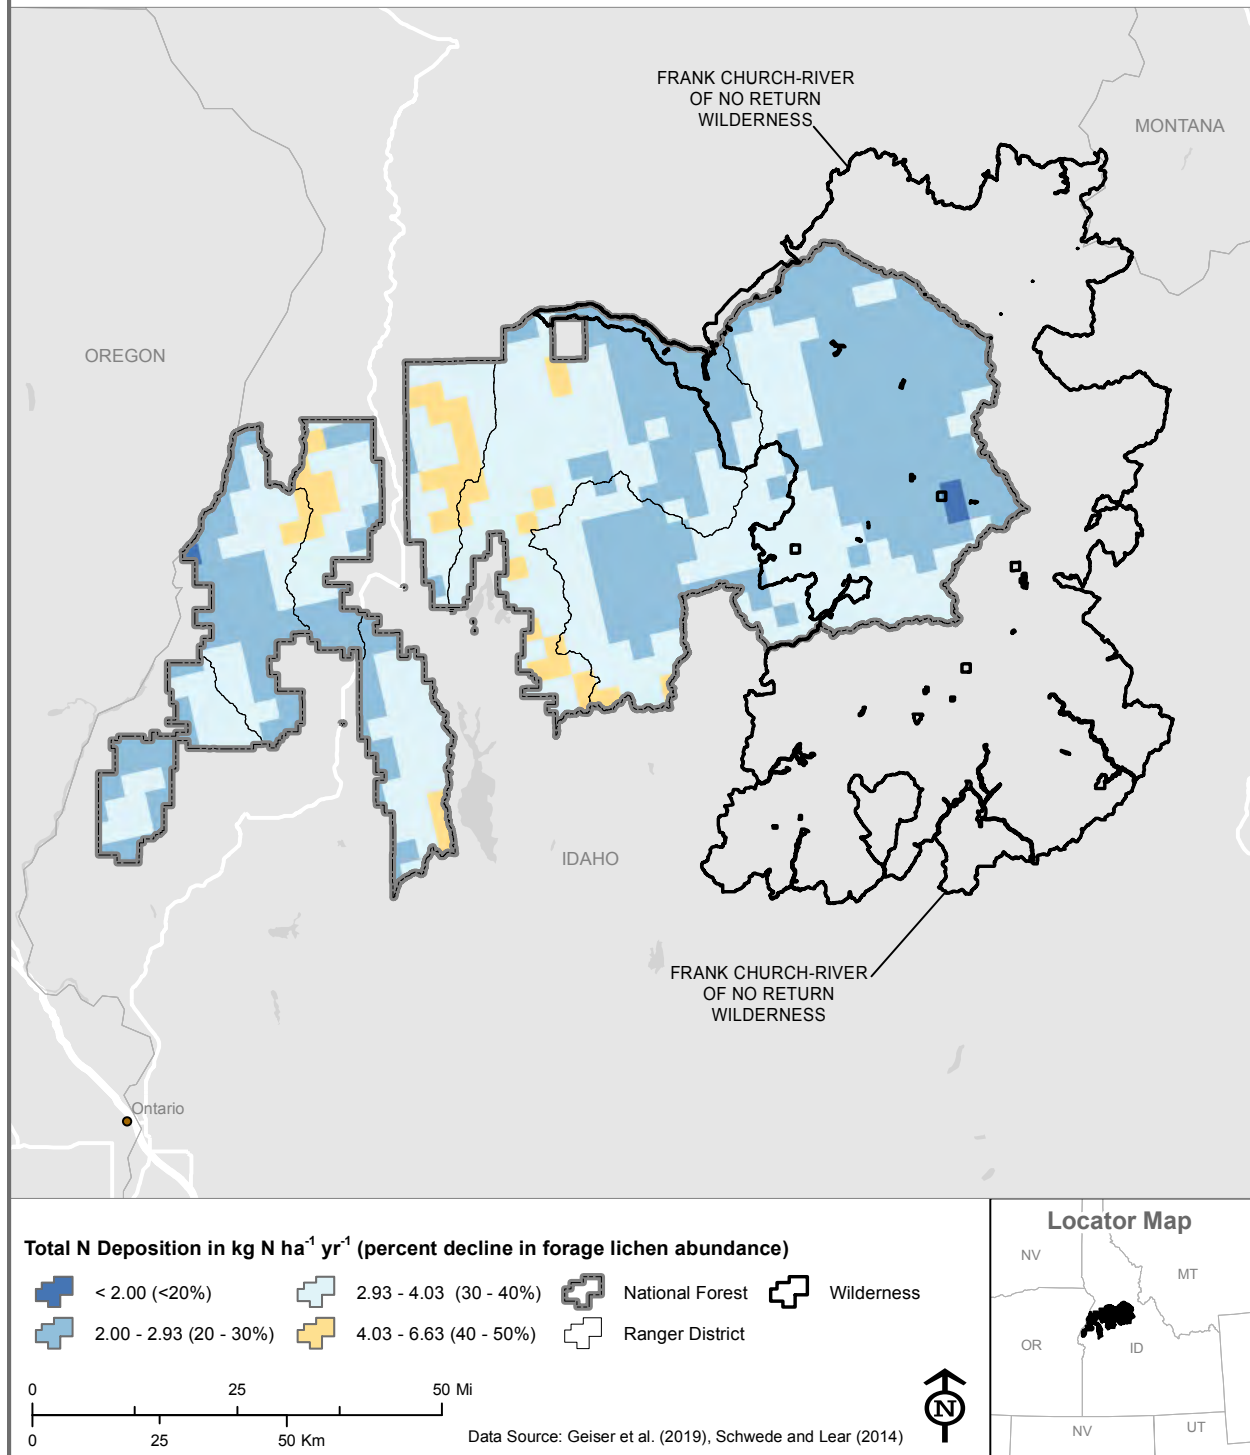 FRANK CHURCH-RIVER
OF NO RETURN
WILDERNESS
MONTANA
OREGON
IDAHO
FRANK CHURCH-RIVER
OF NO RETURN
WILDERNESS
Ontario
Total N Deposition in kg N ha⁻¹ yr⁻¹ (percent decline in forage lichen abundance)
< 2.00 (<20%)
2.93 - 4.03 (30 - 40%)
National Forest
Wilderness
2.00 - 2.93 (20 - 30%)
4.03 - 6.63 (40 - 50%)
Ranger District
0 25 50 Mi
0 25 50 Km
Data Source: Geiser et al. (2019), Schwede and Lear (2014)
N
Locator Map
NV
MT
OR
ID
NV
UT